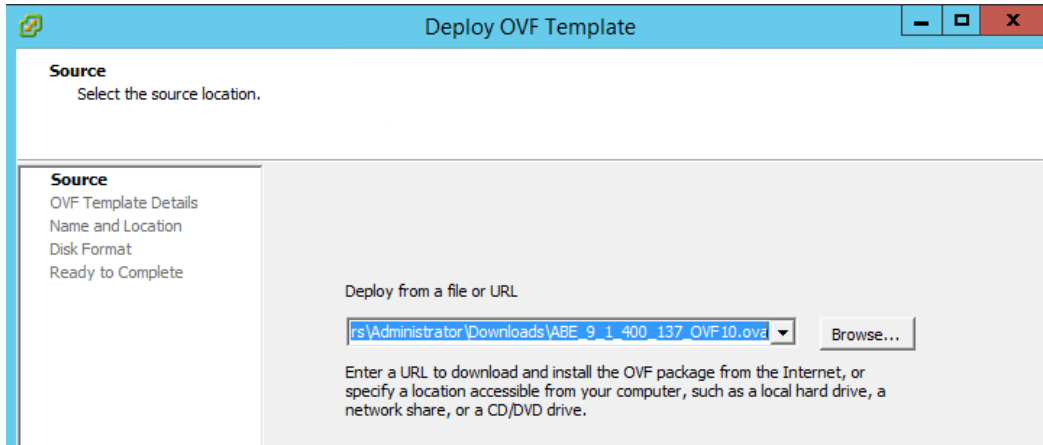 Deploy OVF Template
x
Source
Select the source location.
Source
OVF Template Details
Name and Location
Disk Format
Ready to Complete
Deploy from a file or URL
rs\Administrator\Downloads\ABE_9_1_400_137_OVF10.ova
Browse...
Enter a URL to download and install the OVF package from the Internet, or
specify a location accessible from your computer, such as a local hard drive, a
network share, or a CD/DVD drive.